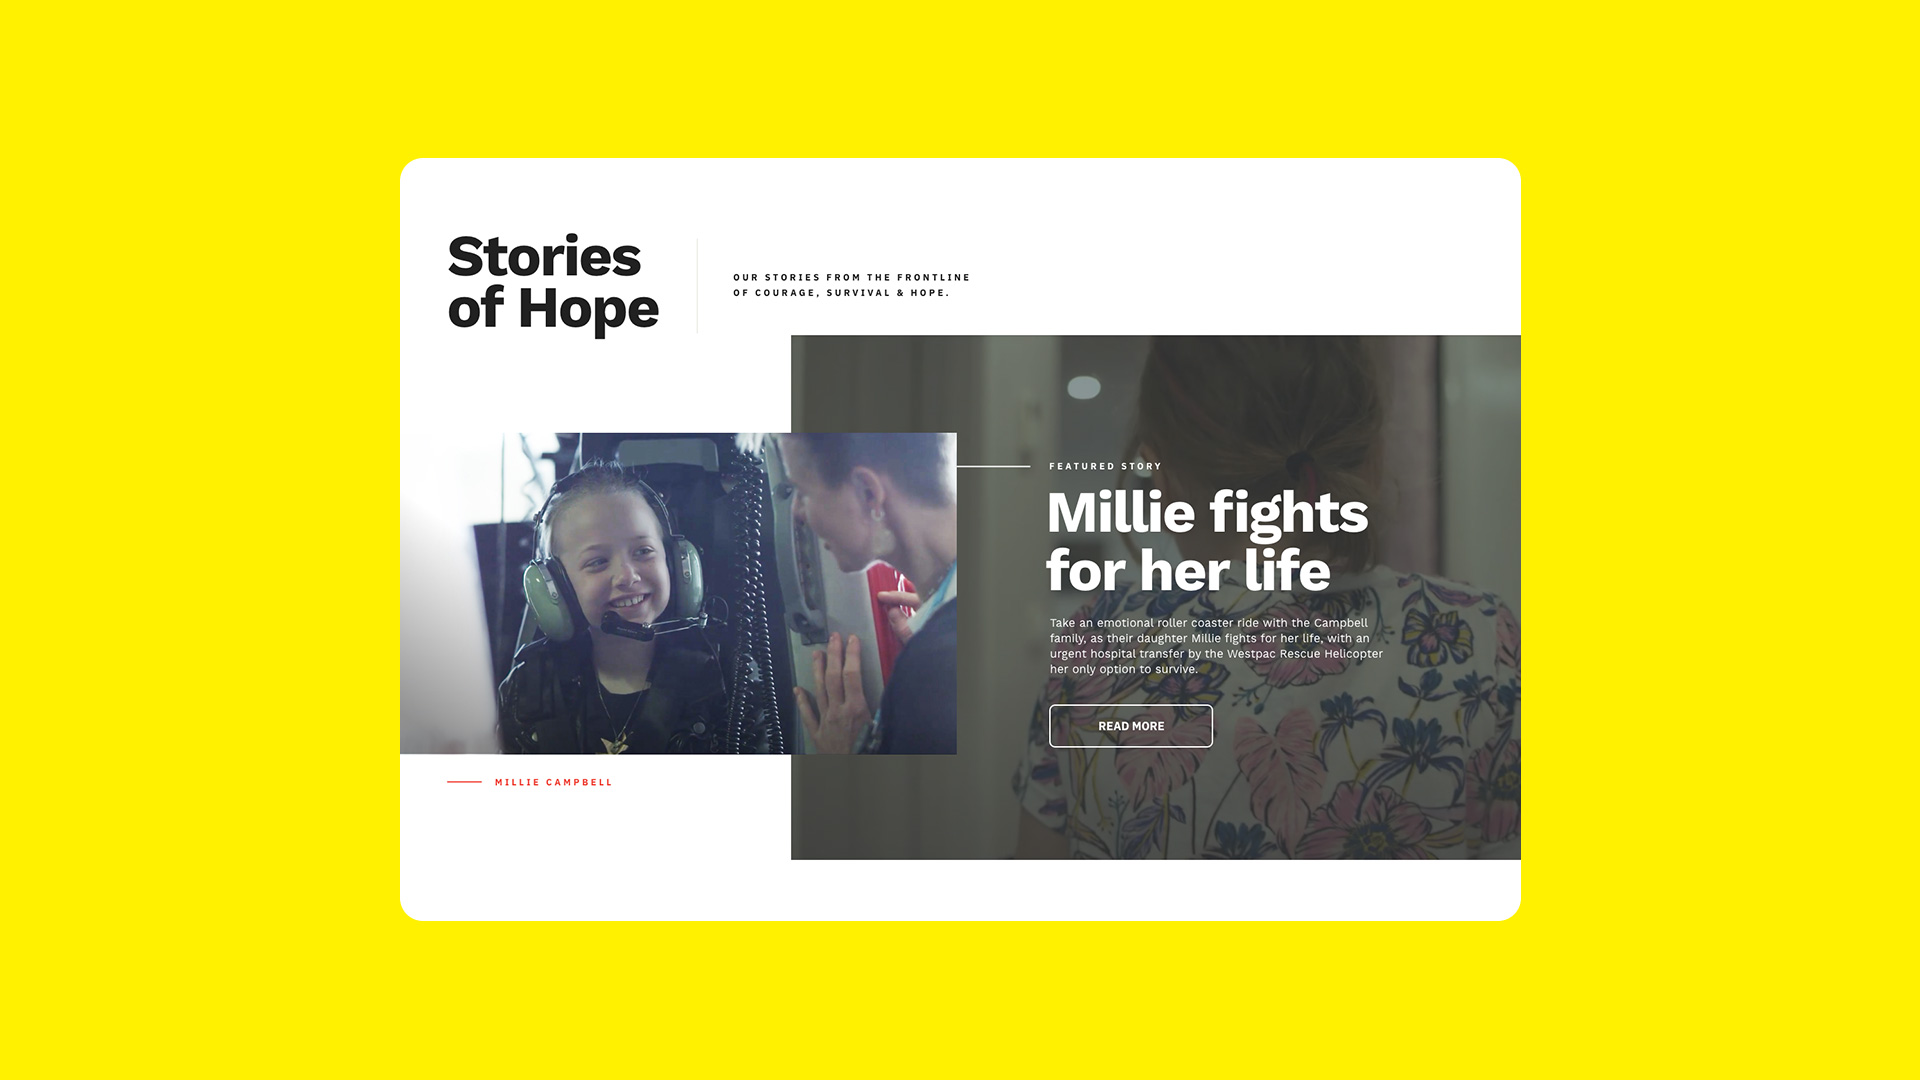 Stories
of Hope
OUR STORIES FROM THE FRONTLINE
OF COURAGE, SURVIVAL & HOPE.
FEATURED STORY
Millie fights
for her life
Take an emotional roller coaster ride with the Campbell
family, as their daughter Millie fights for her life, with an
urgent hospital transfer by the Westpac Rescue Helicopter
her only option to survive.
READ MORE
MILLIE CAMPBELL